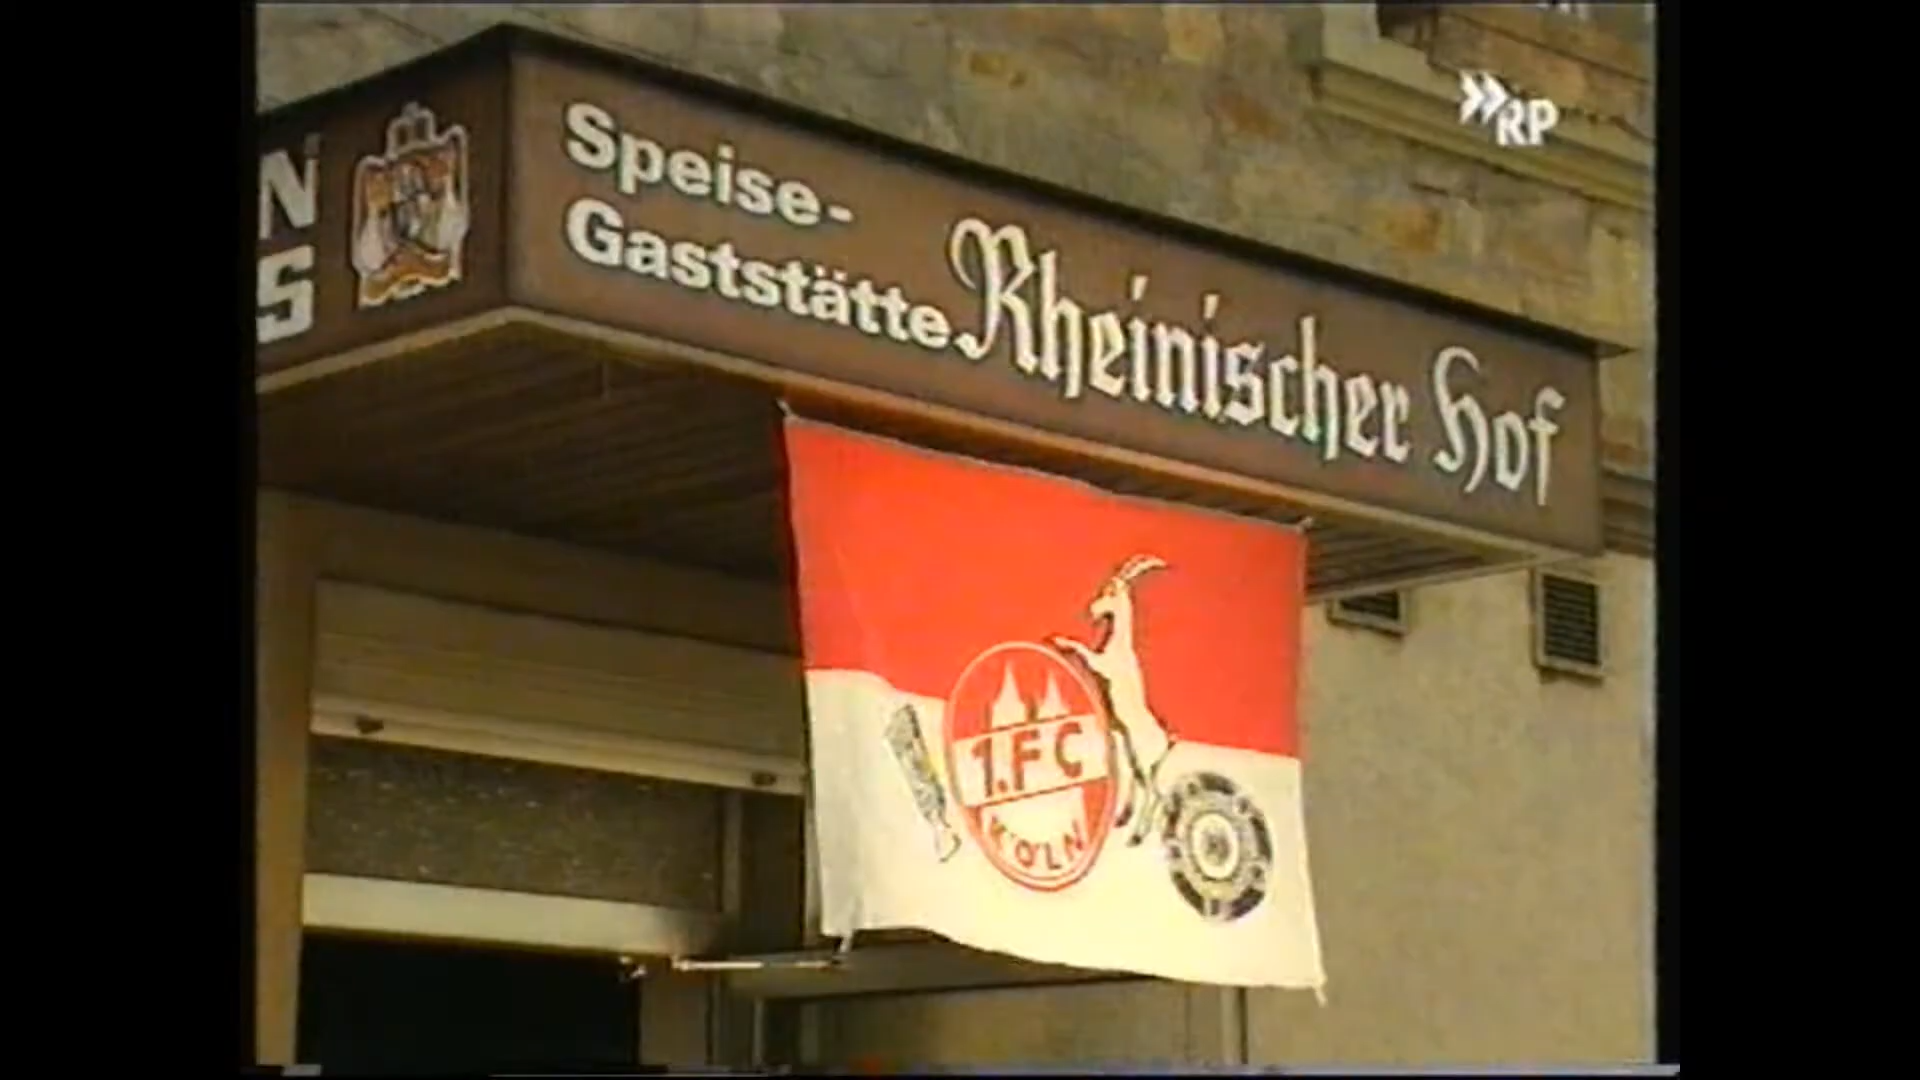 RP
N
S
Speise-
Gaststätte
Rheinischer Hof
1.FC
KÖLN